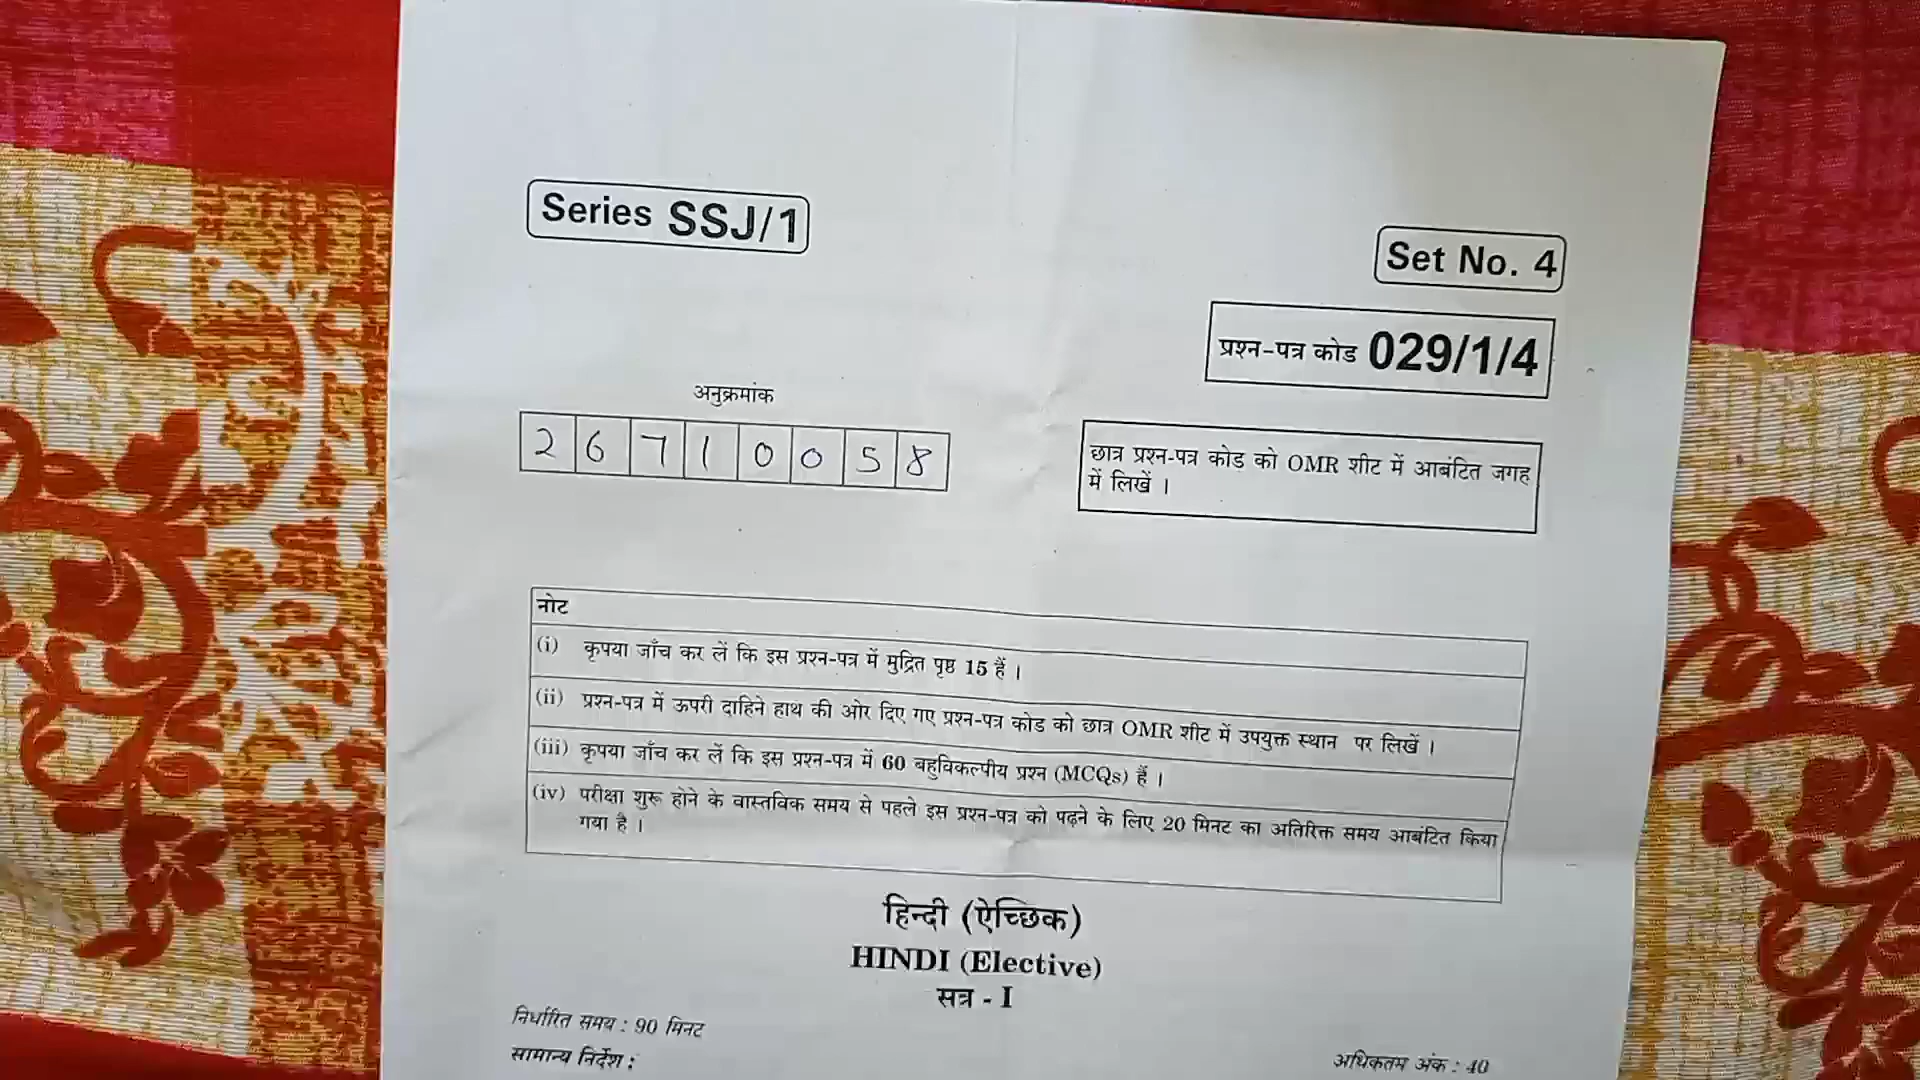 Series SSJ/1
Set No. 4
प्रश्न-पत्र कोड 029/1/4
अनुक्रमांक
2 6 7 1 0 0 5 8
छात्र प्रश्न-पत्र कोड को OMR शीट में आबंटित जगह
में लिखें ।
नोट
(i) कृपया जाँच कर लें कि इस प्रश्न-पत्र में मुद्रित पृष्ठ 15 हैं ।
(ii) प्रश्न-पत्र में ऊपरी दाहिने हाथ की ओर दिए गए प्रश्न-पत्र कोड को छात्र OMR शीट में उपयुक्त स्थान पर लिखें ।
(iii) कृपया जाँच कर लें कि इस प्रश्न-पत्र में 60 बहुविकल्पीय प्रश्न (MCQs) हैं ।
(iv) परीक्षा शुरू होने के वास्तविक समय से पहले इस प्रश्न-पत्र को पढ़ने के लिए 20 मिनट का अतिरिक्त समय आबंटित किया
गया है ।
हिन्दी (ऐच्छिक)
HINDI (Elective)
सत्र - I
निर्धारित समय : 90 मिनट
अधिकतम अंक : 40
सामान्य निर्देश :